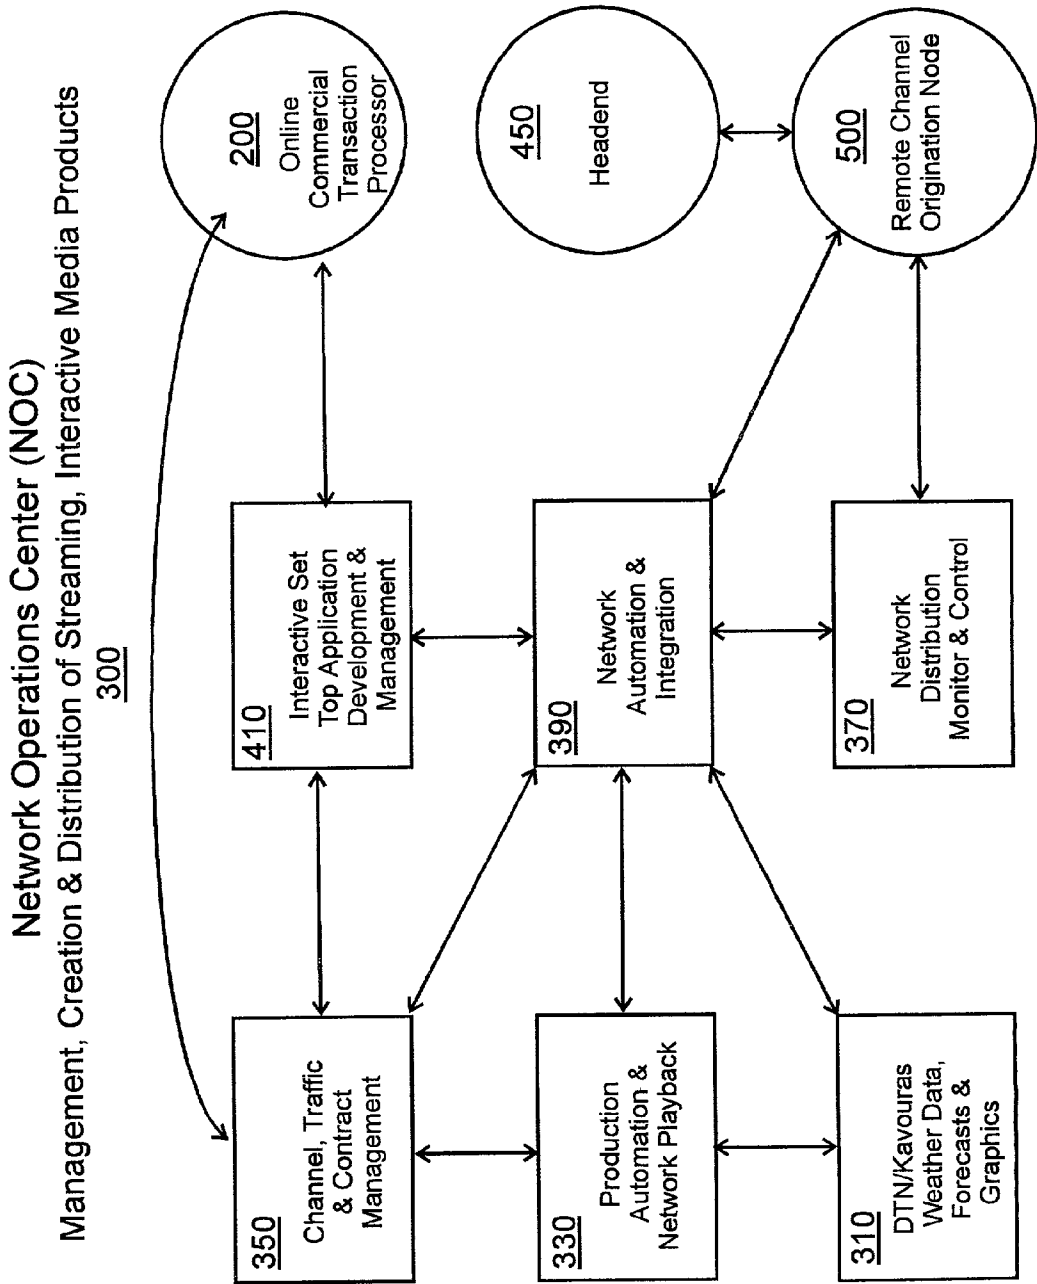 Network Operations Center (NOC)
Management, Creation & Distribution of Streaming, Interactive Media Products
300
350
Channel, Traffic
& Contract
Management
410
Interactive Set
Top Application
Development &
Management
200
Online
Commercial
Transaction
Processor
330
Production
Automation &
Network Playback
390
Network
Automation &
Integration
450
Headend
310
DTN/Kavouras
Weather Data,
Forecasts &
Graphics
370
Network
Distribution
Monitor & Control
500
Remote Channel
Origination Node